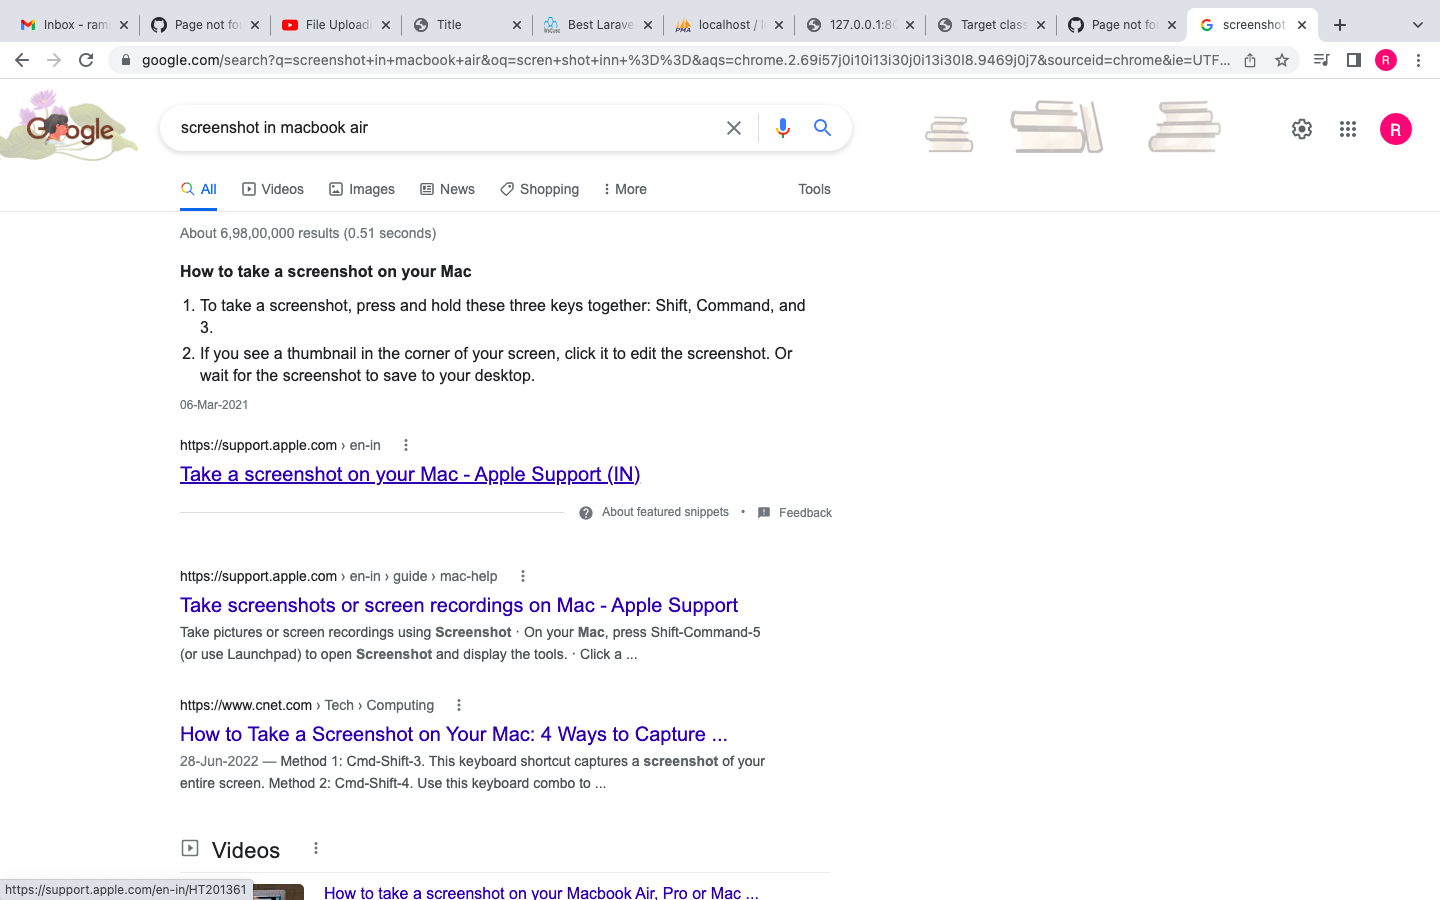 Inbox - ram
Page not fou
File Uploadi
Title
Best Larave
localhost / l
127.0.0.1:80
Target class
Page not fou
screenshot
google.com/search?q=screenshot+in+macbook+air&oq=scren+shot+inn+%3D%3D&aqs=chrome.2.69i57j0i10i13i30j0i13i30l8.9469j0j7&sourceid=chrome&ie=UTF...
R
Google
screenshot in macbook air
R
All
Videos
Images
News
Shopping
More
Tools
About 6,98,00,000 results (0.51 seconds)
How to take a screenshot on your Mac
1. To take a screenshot, press and hold these three keys together: Shift, Command, and
3.
2. If you see a thumbnail in the corner of your screen, click it to edit the screenshot. Or
wait for the screenshot to save to your desktop.
06-Mar-2021
https://support.apple.com › en-in
Take a screenshot on your Mac - Apple Support (IN)
About featured snippets • Feedback
https://support.apple.com › en-in › guide › mac-help
Take screenshots or screen recordings on Mac - Apple Support
Take pictures or screen recordings using Screenshot · On your Mac, press Shift-Command-5
(or use Launchpad) to open Screenshot and display the tools. · Click a ...
https://www.cnet.com › Tech › Computing
How to Take a Screenshot on Your Mac: 4 Ways to Capture ...
28-Jun-2022 — Method 1: Cmd-Shift-3. This keyboard shortcut captures a screenshot of your
entire screen. Method 2: Cmd-Shift-4. Use this keyboard combo to ...
Videos
https://support.apple.com/en-in/HT201361
How to take a screenshot on your Macbook Air, Pro or Mac ...